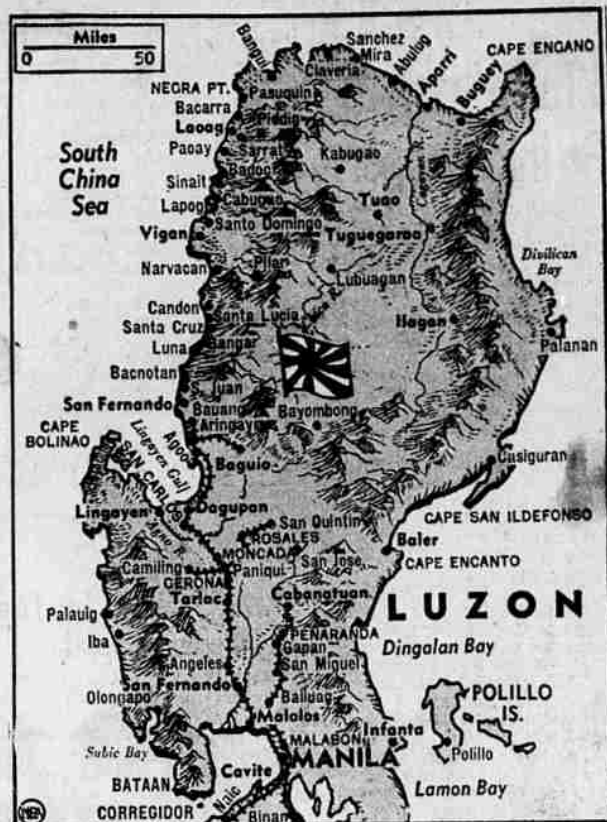 Miles
0 50
Bangui
Sanchez
Mira
Claveria
Abulug
Aparri
Buguey
CAPE ENGANO
Pasuquin
NEGRA PT.
Bacarra
Piddig
Laoag
Sarrat
Paoay
Badoc
Kabugao
Cagayan R.
South
China
Sea
Sinait
Cabugao
Lapog
Tuao
Santo Domingo
Vigan
Tuguegarao
Narvacan
Pilar
Lubuagan
Divilican
Bay
Candon
Santa Lucia
R.
Ilagan
Santa Cruz
Luna
Bangar
Palanan
Bacnotan
Juan
San Fernando
Bauang
Bayombong
Aringay
CAPE
BOLINAO
Lingayen Gulf
Agoo
Baguio
Casiguran
SAN CARLOS
Lingayen
Dagupan
CAPE SAN ILDEFONSO
Agno R.
San Quintin
ROSALES
Baler
MONCADA
San Jose
CAPE ENCANTO
Camiling
Paniqui
GERONA
Tarlac
Cabanatuan
LUZON
Palauig
PEÑARANDA
Iba
Gapan
Dingalan Bay
Angeles
San Miguel
San Fernando
POLILLO
IS.
Olongapo
Baliuag
Malolos
Infanta
Subic Bay
MALABON
Polillo
MANILA
BATAAN
Cavite
Lamon Bay
Naic
CORREGIDOR
Binan
NEA